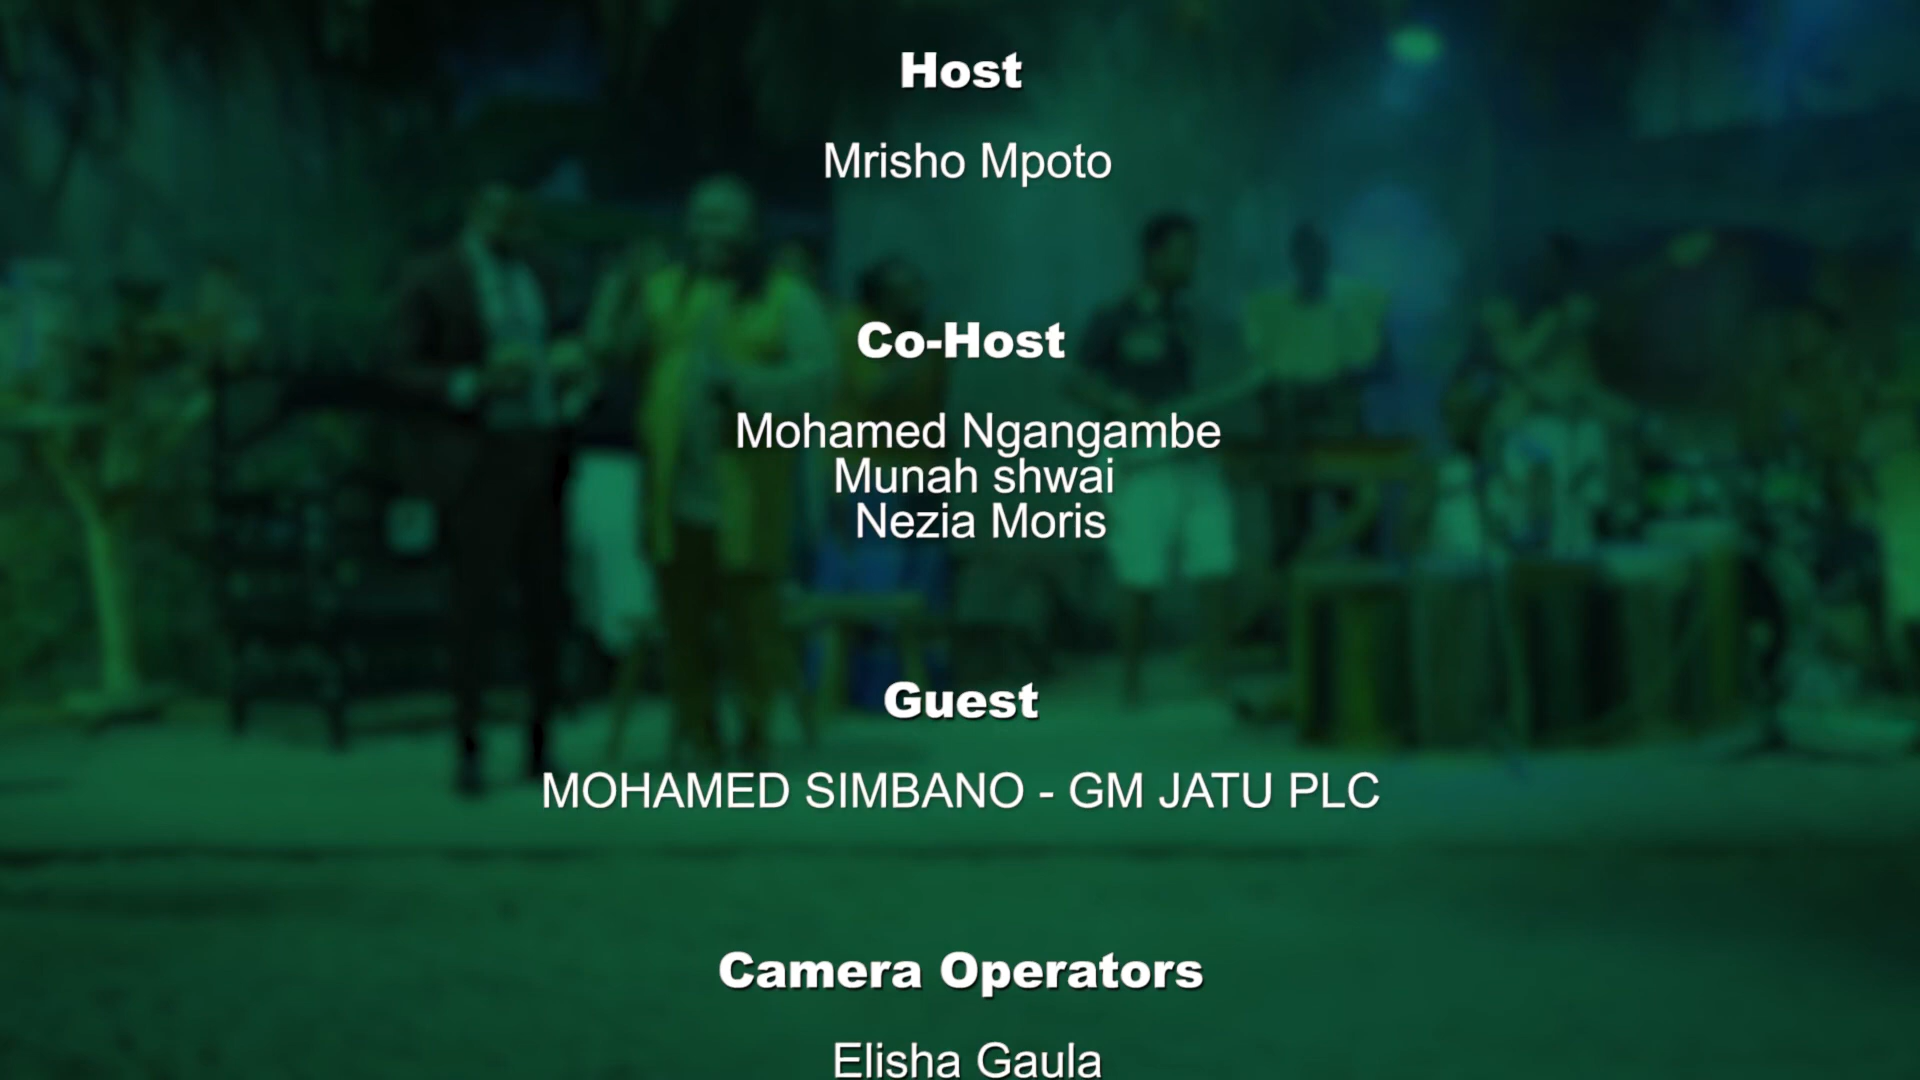 Host
Mrisho Mpoto
Co-Host
Mohamed Ngangambe
Munah shwai
Nezia Moris
Guest
MOHAMED SIMBANO - GM JATU PLC
Camera Operators
Elisha Gaula